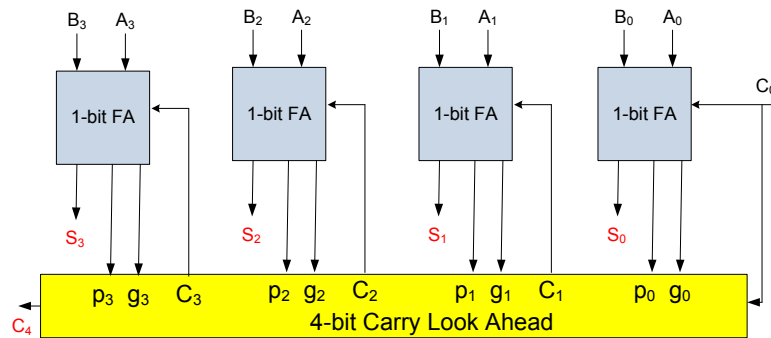 B₃ A₃ B₂ A₂ B₁ A₁ B₀ A₀
1-bit FA 1-bit FA 1-bit FA 1-bit FA C₀
S₃ S₂ S₁ S₀
p₃ g₃ C₃ p₂ g₂ C₂ p₁ g₁ C₁ p₀ g₀
C₄ 4-bit Carry Look Ahead